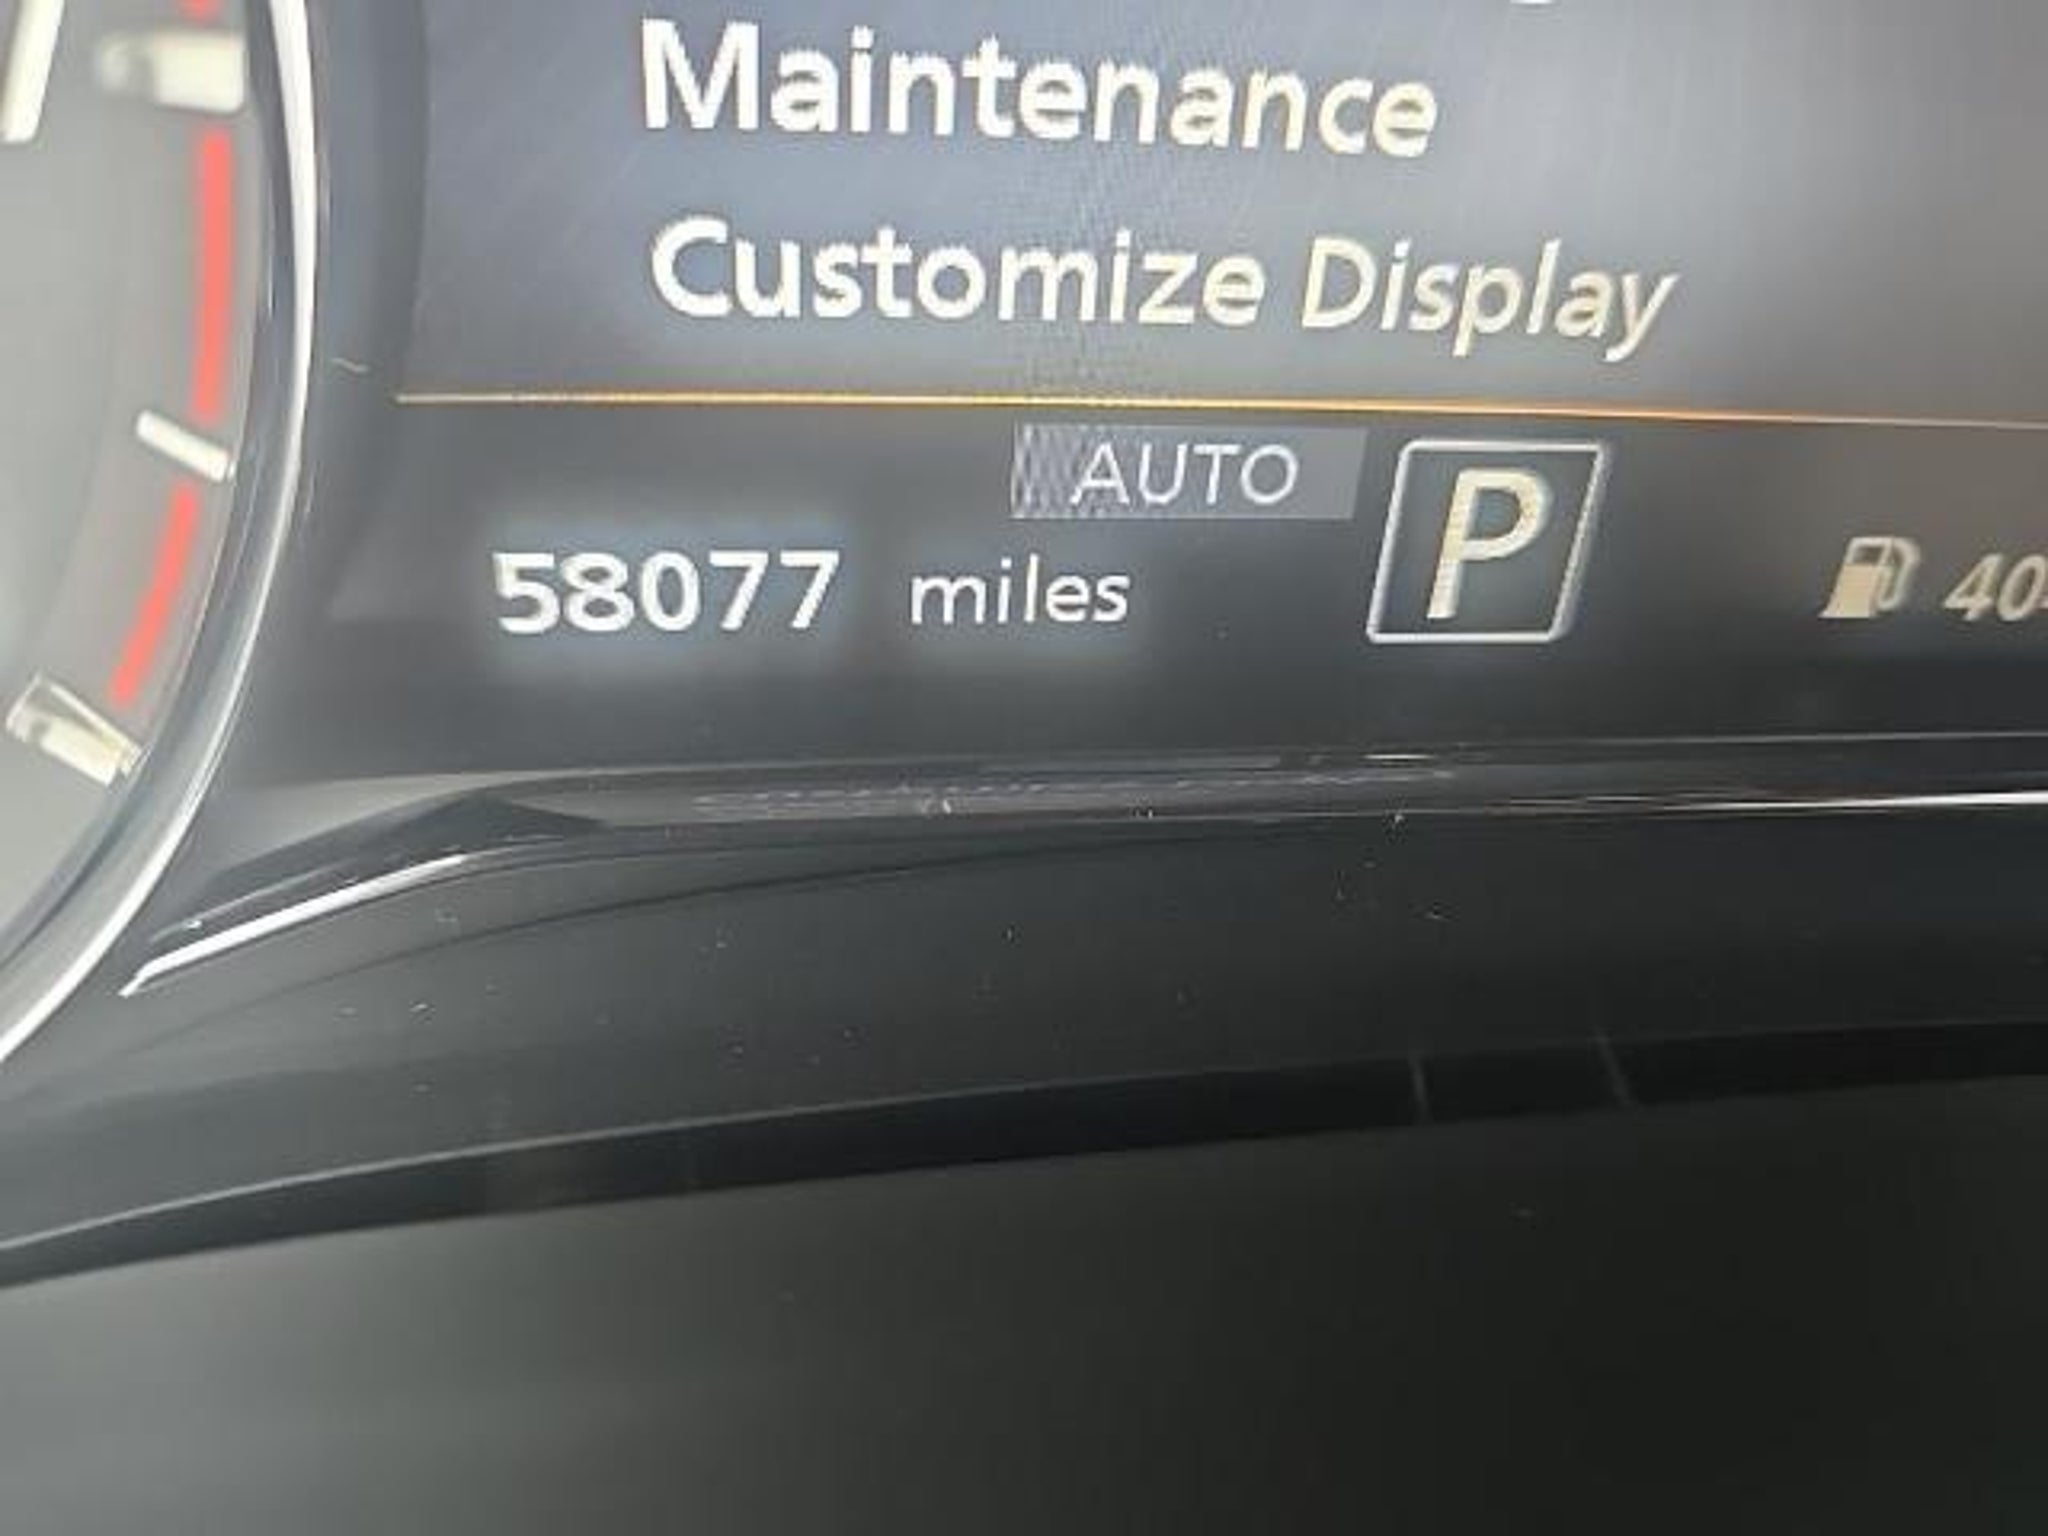 Maintenance
Customize Display
AUTO
P
58077 miles